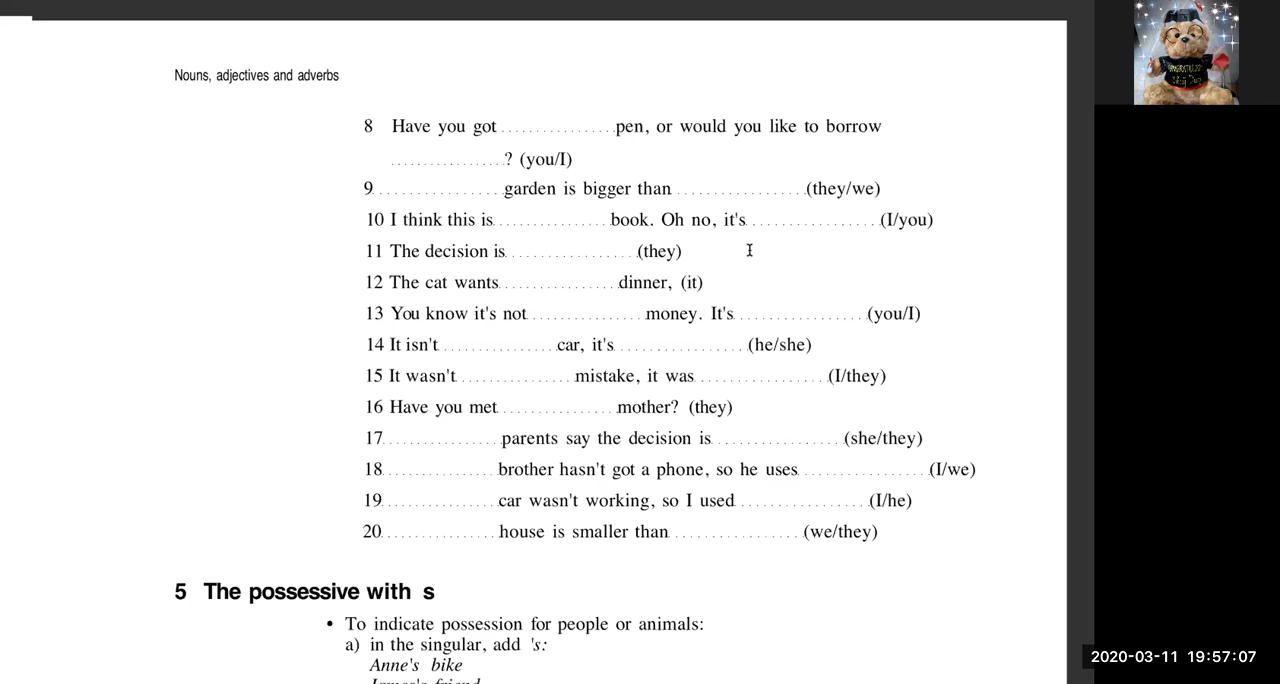 Nouns, adjectives and adverbs
8 Have you got ................ pen, or would you like to borrow
................ ? (you/I)
9 ................ garden is bigger than ................ (they/we)
10 I think this is ................ book. Oh no, it's ................ (I/you)
11 The decision is ................ (they)
12 The cat wants ................ dinner, (it)
13 You know it's not ................ money. It's ................ (you/I)
14 It isn't ................ car, it's ................ (he/she)
15 It wasn't ................ mistake, it was ................ (I/they)
16 Have you met ................ mother? (they)
17 ................ parents say the decision is ................ (she/they)
18 ................ brother hasn't got a phone, so he uses ................ (I/we)
19 ................ car wasn't working, so I used ................ (I/he)
20 ................ house is smaller than ................ (we/they)
5 The possessive with s
• To indicate possession for people or animals:
a) in the singular, add 's:
Anne's bike
James's friend
2020-03-11 19:57:07